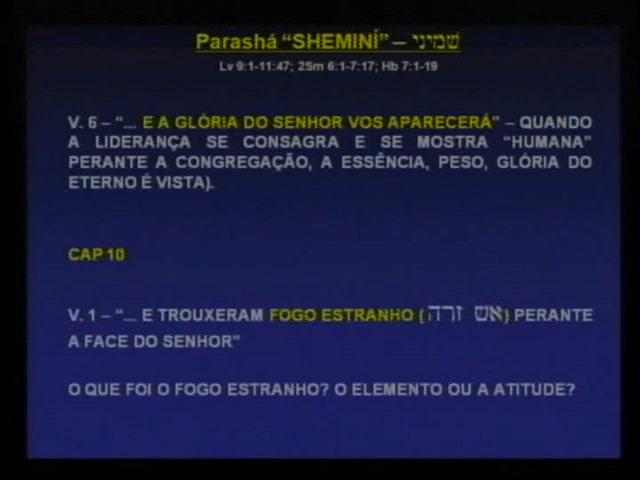 Parashá “SHEMINÍ” – שמיני
Lv 9:1-11:47; 2Sm 6:1-7:17; Hb 7:1-19
V. 6 – “... E A GLÓRIA DO SENHOR VOS APARECERÁ” – QUANDO
A LIDERANÇA SE CONSAGRA E SE MOSTRA “HUMANA”
PERANTE A CONGREGAÇÃO, A ESSÊNCIA, PESO, GLÓRIA DO
ETERNO É VISTA).
CAP 10
V. 1 – “... E TROUXERAM FOGO ESTRANHO (אש זרה) PERANTE
A FACE DO SENHOR”
O QUE FOI O FOGO ESTRANHO? O ELEMENTO OU A ATITUDE?